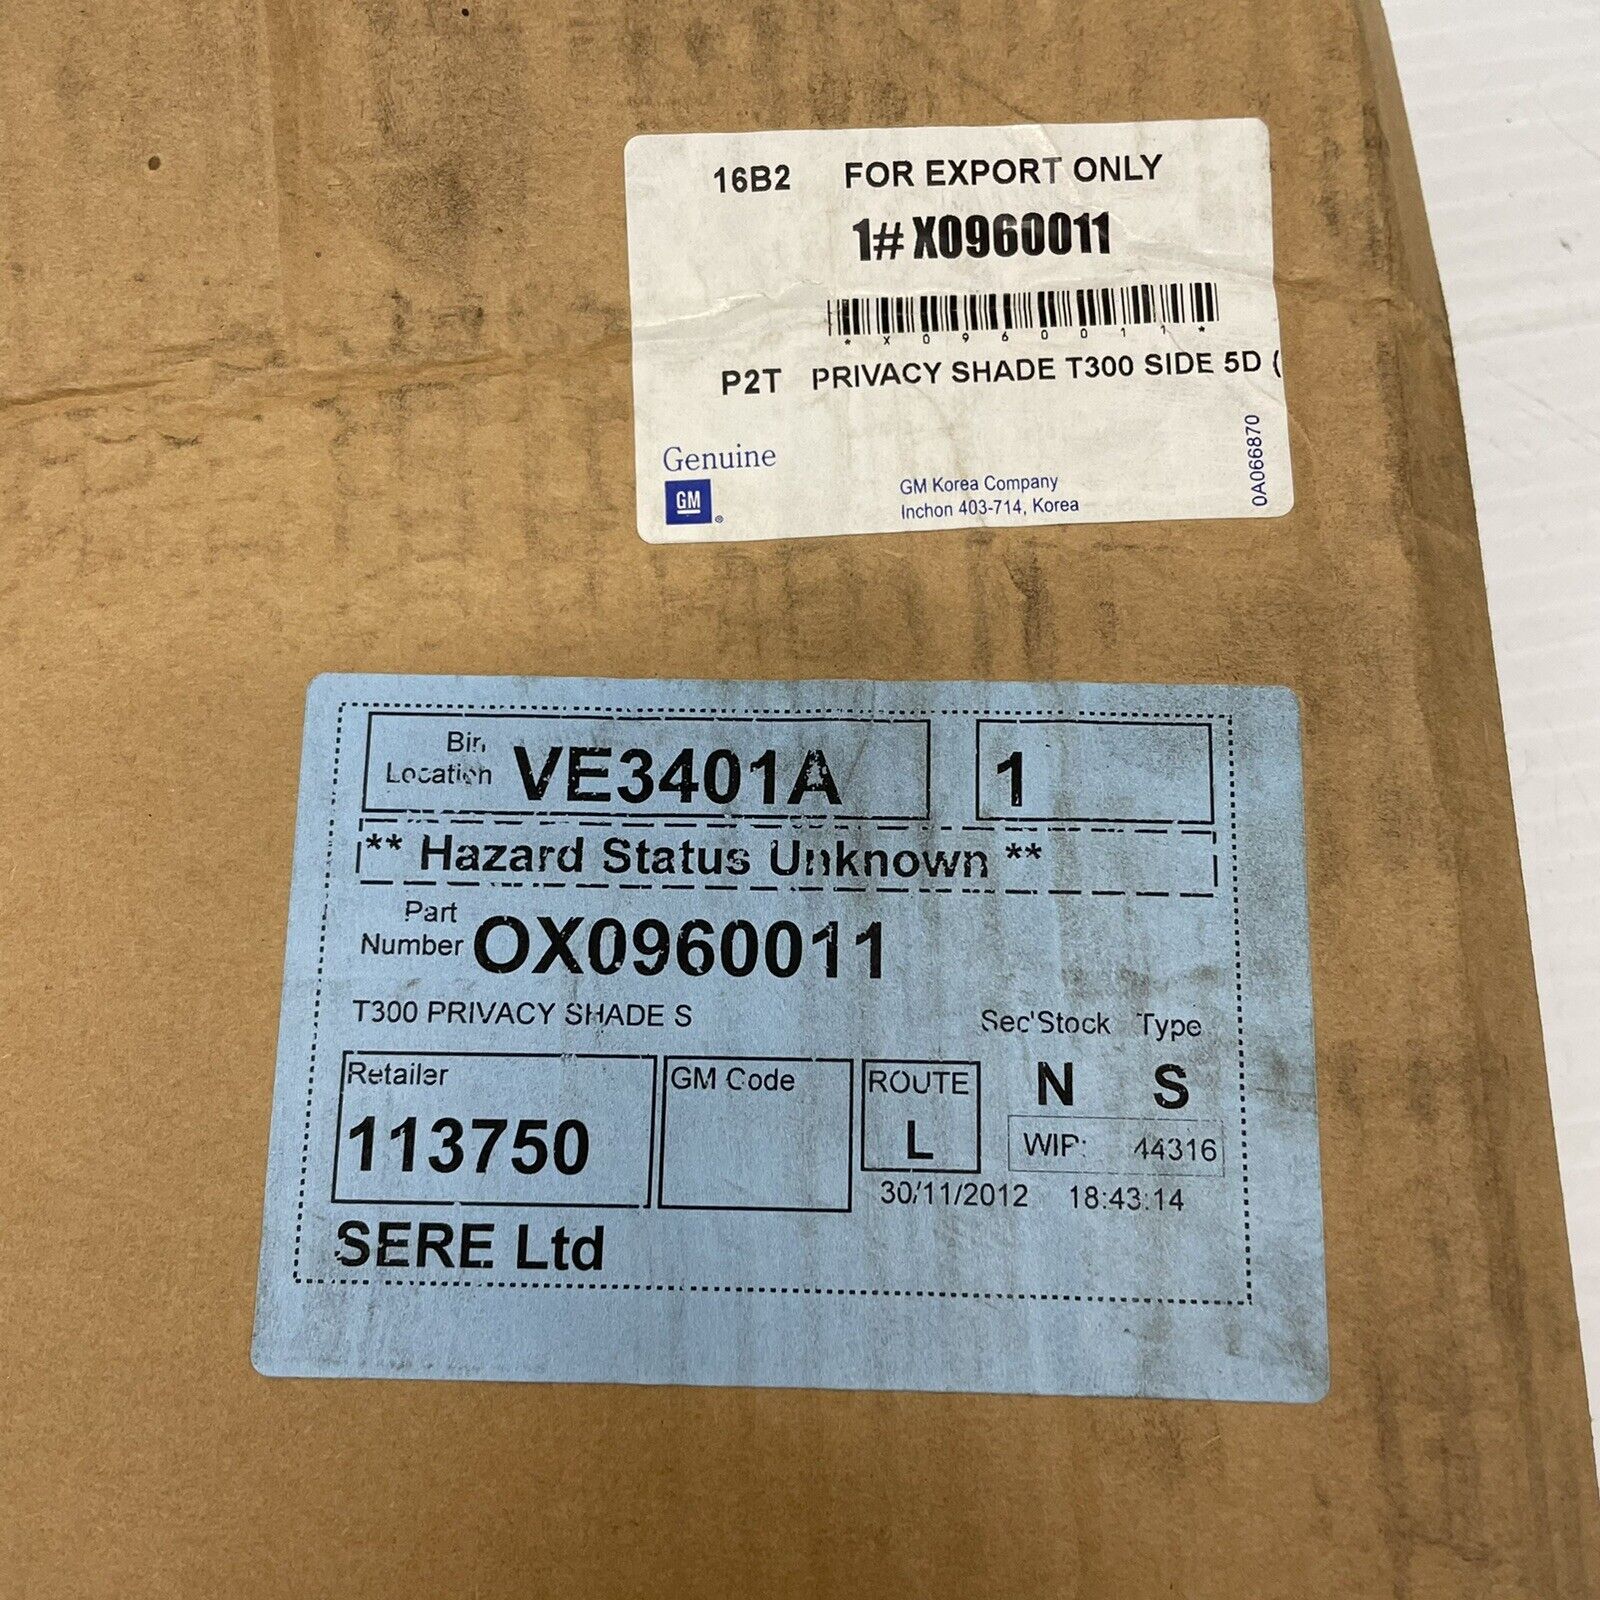 16B2 FOR EXPORT ONLY
1# X0960011
*X0960011*
P2T PRIVACY SHADE T300 SIDE 5D (
Genuine
GM ®
GM Korea Company
Inchon 403-714, Korea
0A066870
Bin Location VE3401A 1
** Hazard Status Unknown **
Part Number OX0960011
T300 PRIVACY SHADE S
Sec'Stock Type
N S
Retailer
113750
GM Code
ROUTE
L
WIP: 44316
30/11/2012 18:43:14
SERE Ltd